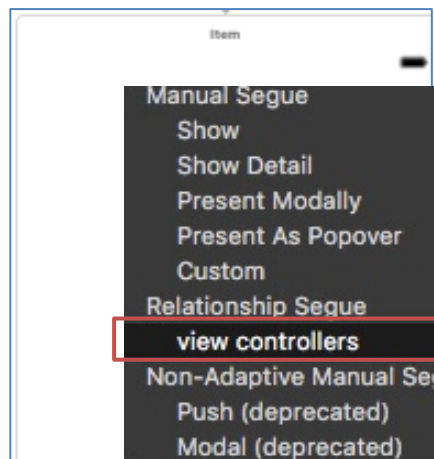 Item
Manual Segue
Show
Show Detail
Present Modally
Present As Popover
Custom
Relationship Segue
view controllers
Non-Adaptive Manual Seg
Push (deprecated)
Modal (deprecated)